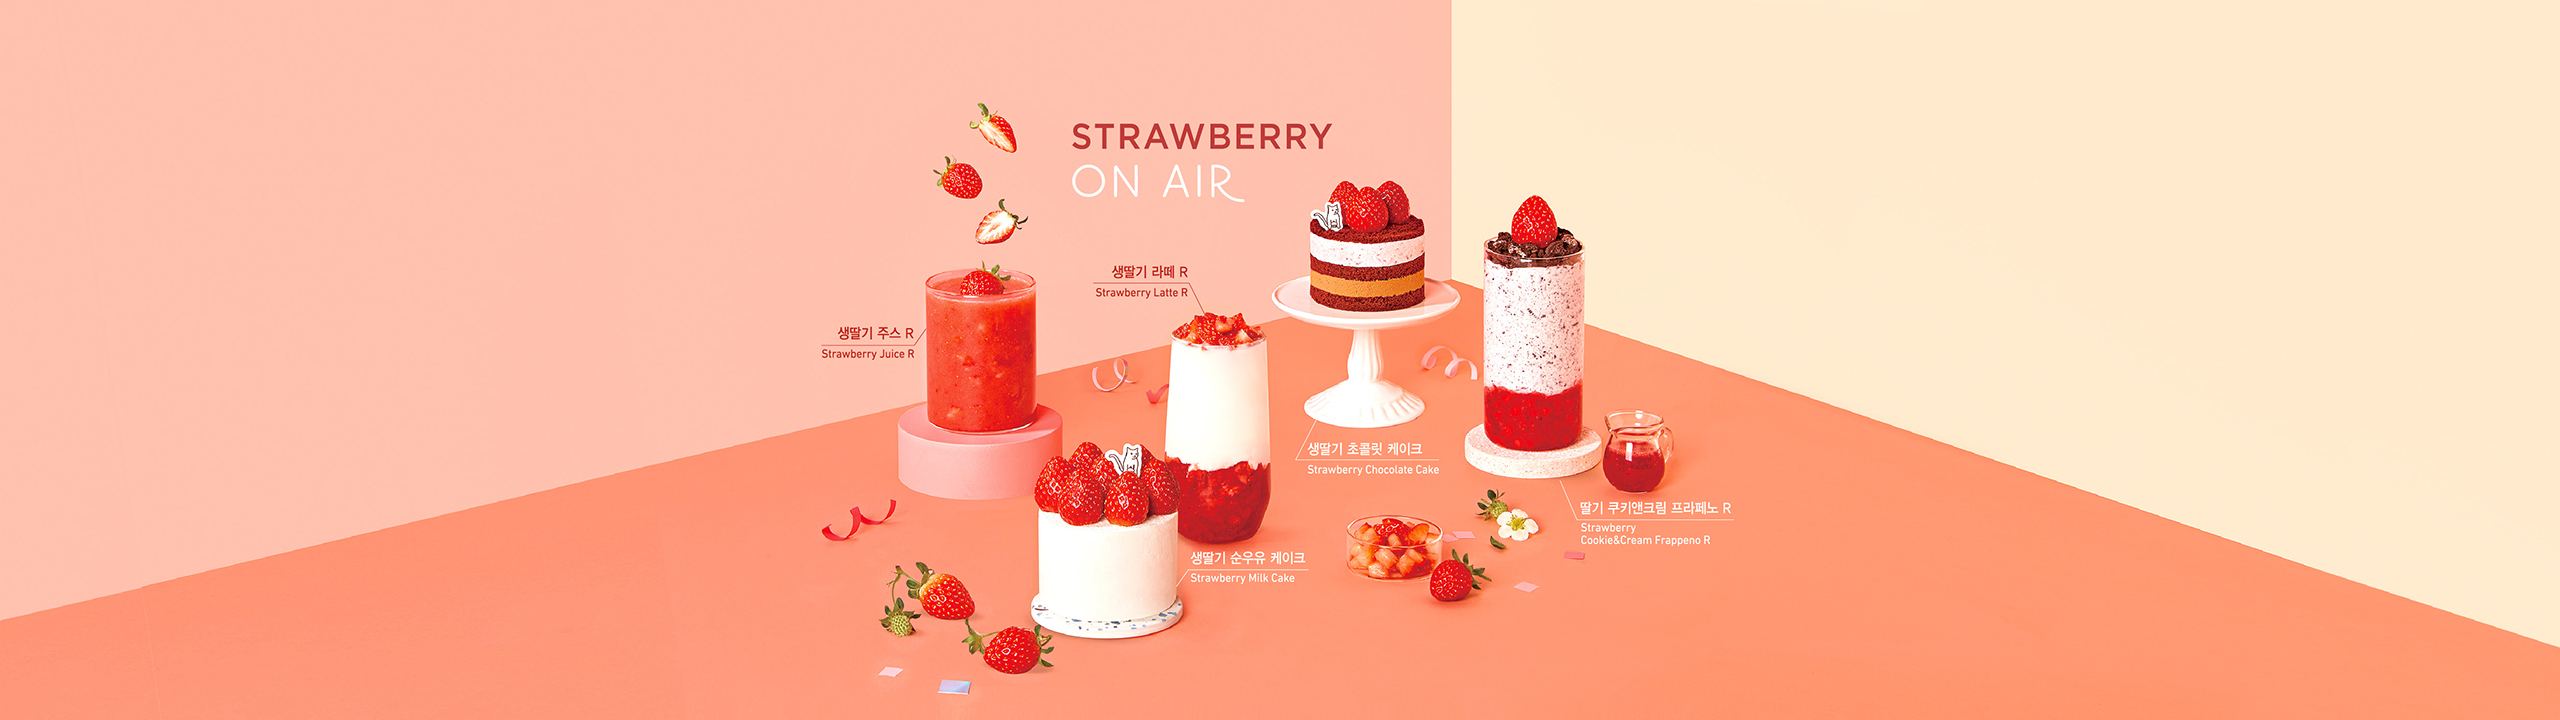 STRAWBERRY
ON AIR
생딸기 라떼 R
Strawberry Latte R
생딸기 주스 R
Strawberry Juice R
생딸기 초콜릿 케이크
Strawberry Chocolate Cake
딸기 쿠키앤크림 프라페노 R
Strawberry
Cookie&Cream Frappeno R
생딸기 순우유 케이크
Strawberry Milk Cake